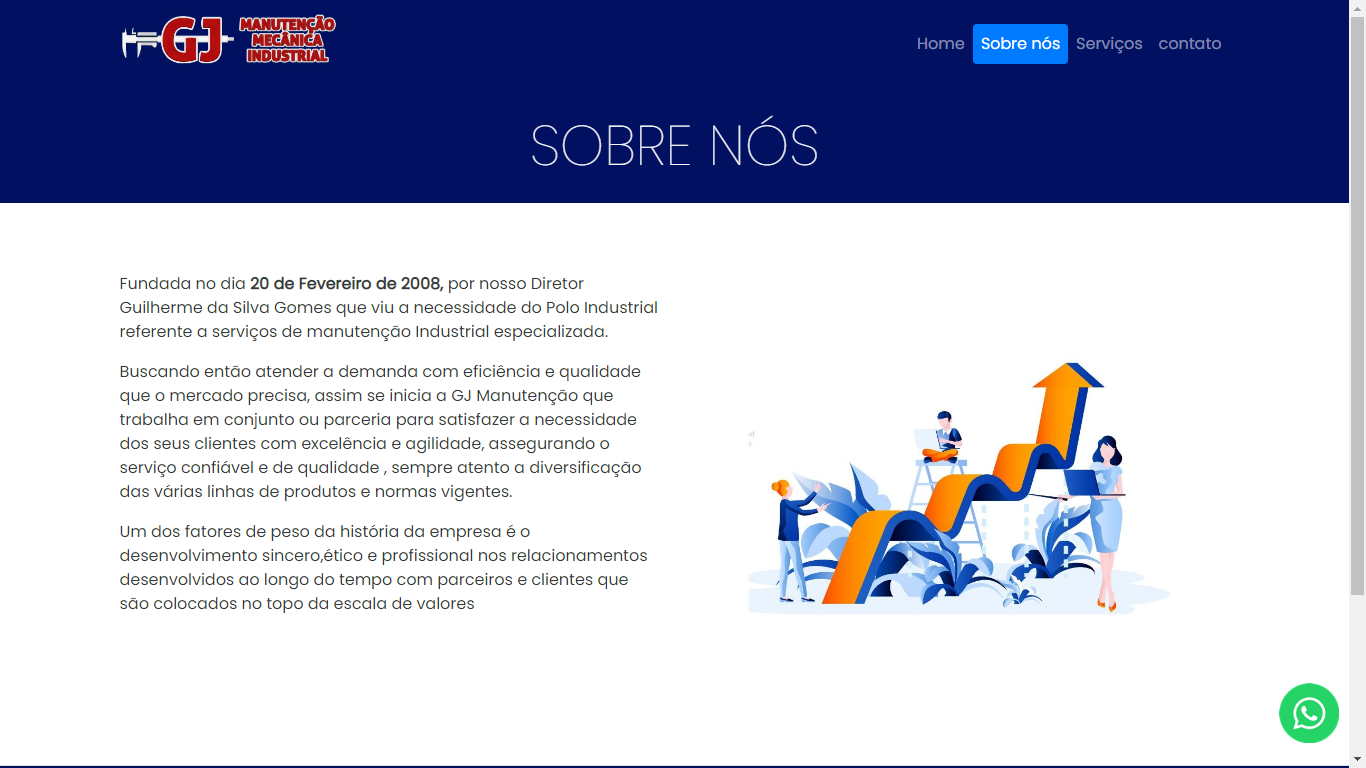 GJ
MANUTENÇÃO
MECÂNICA
INDUSTRIAL
Home Sobre nós Serviços contato
SOBRE NÓS
Fundada no dia 20 de Fevereiro de 2008, por nosso Diretor
Guilherme da Silva Gomes que viu a necessidade do Polo Industrial
referente a serviços de manutenção Industrial especializada.
Buscando então atender a demanda com eficiência e qualidade
que o mercado precisa, assim se inicia a GJ Manutenção que
trabalha em conjunto ou parceria para satisfazer a necessidade
dos seus clientes com excelência e agilidade, assegurando o
serviço confiável e de qualidade , sempre atento a diversificação
das várias linhas de produtos e normas vigentes.
Um dos fatores de peso da história da empresa é o
desenvolvimento sincero,ético e profissional nos relacionamentos
desenvolvidos ao longo do tempo com parceiros e clientes que
são colocados no topo da escala de valores